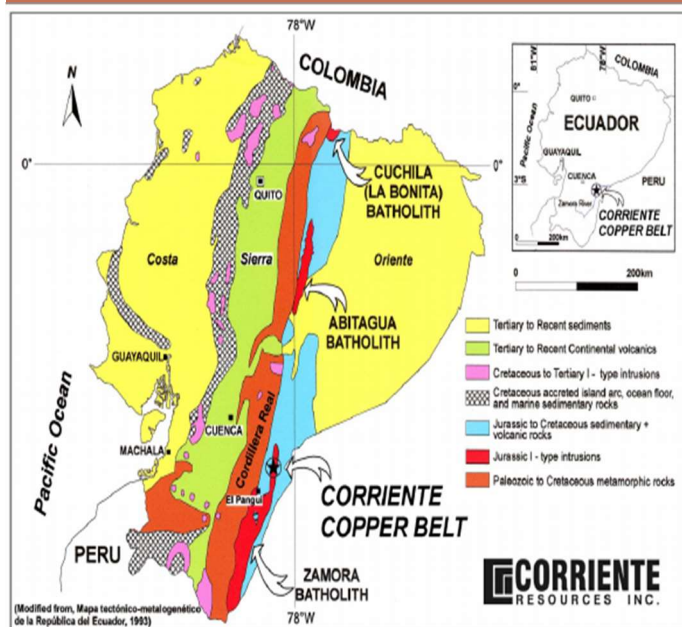 78°W
COLOMBIA
N
0°
0°
QUITO
CUCHILA
(LA BONITA)
BATHOLITH
Costa
Sierra
Oriente
ABITAGUA
BATHOLITH
GUAYAQUIL
Pacific Ocean
CUENCA
Cordillera Real
MACHALA
El Pangui
CORRIENTE
COPPER BELT
PERU
ZAMORA
BATHOLITH
78°W
(Modified from, Mapa tectónico-metalogenético
de la República del Ecuador, 1993)
81°W
78°W
COLOMBIA
0°
QUITO
ECUADOR
Pacific Ocean
GUAYAQUIL
CUENCA
PERU
3°S
Zamora River
CORRIENTE
COPPER BELT
0 200km
0 200km
Tertiary to Recent sediments
Tertiary to Recent Continental volcanics
Cretaceous to Tertiary I - type intrusions
Cretaceous accreted island arc, ocean floor,
and marine sedimentary rocks
Jurassic to Cretaceous sedimentary +
volcanic rocks
Jurassic I - type intrusions
Paleozoic to Cretaceous metamorphic rocks
CORRIENTE
RESOURCES INC.